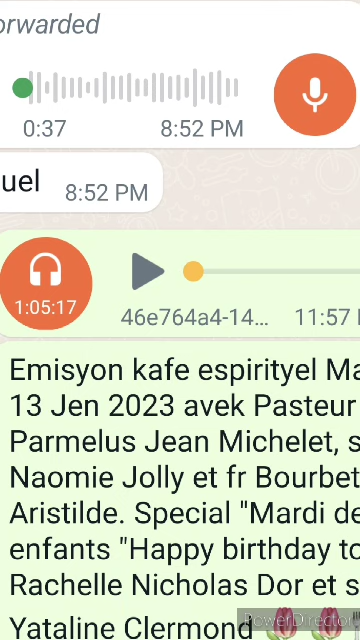 orwarded
0:37 8:52 PM
uel 8:52 PM
1:05:17
46e764a4-14... 11:57
Emisyon kafe espirityel Ma
13 Jen 2023 avek Pasteur
Parmelus Jean Michelet, s
Naomie Jolly et fr Bourbet
Aristilde. Special "Mardi de
enfants "Happy birthday to
Rachelle Nicholas Dor et s
Yataline Clermond
PowerDirector